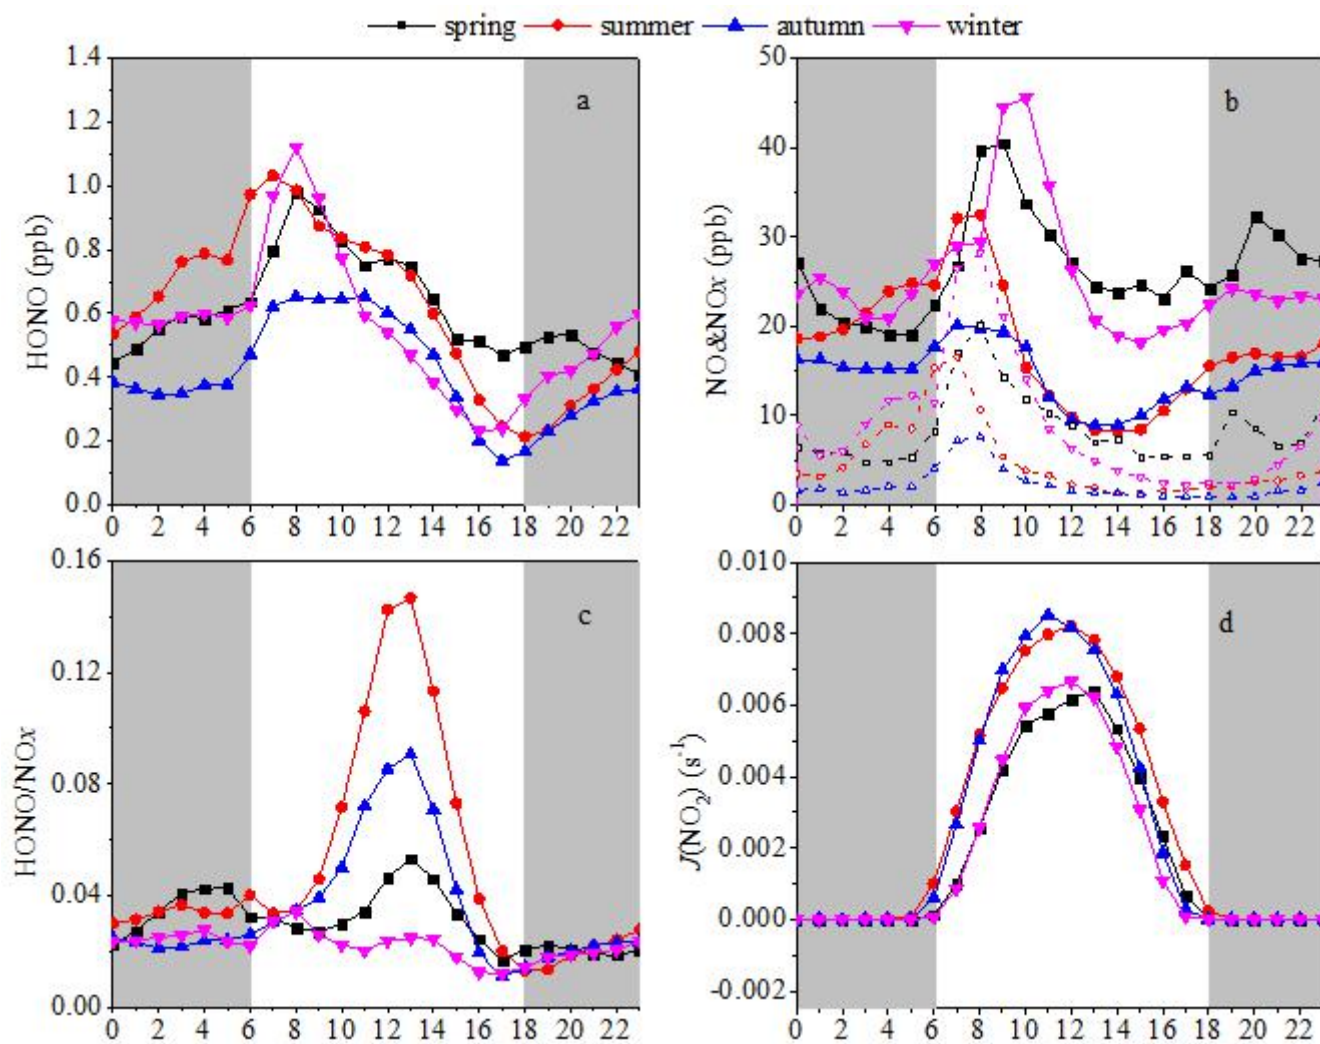 spring summer autumn winter
a
HONO (ppb)
1.4
1.2
1.0
0.8
0.6
0.4
0.2
0.0
0 2 4 6 8 10 12 14 16 18 20 22
b
NO&NOx (ppb)
50
40
30
20
10
0
0 2 4 6 8 10 12 14 16 18 20 22
c
HONO/NOx
0.16
0.12
0.08
0.04
0.00
0 2 4 6 8 10 12 14 16 18 20 22
d
J(NO₂) (s⁻¹)
0.010
0.008
0.006
0.004
0.002
0.000
-0.002
0 2 4 6 8 10 12 14 16 18 20 22